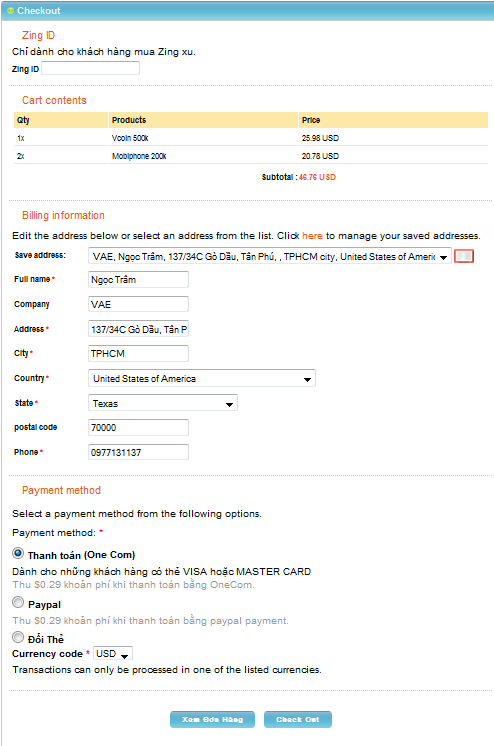 Checkout
Zing ID
Chỉ dành cho khách hàng mua Zing xu.
Zing ID
Cart contents
Qty Products Price
1x Vcoin 500k 25.98 USD
2x Mobiphone 200k 20.78 USD
Subtotal : 46.76 USD
Billing information
Edit the address below or select an address from the list. Click here to manage your saved addresses.
Save address: VAE, Ngọc Trâm, 137/34C Gò Dầu, Tân Phú, , TPHCM city, United States of Ameri
Full name * Ngọc Trâm
Company VAE
Address * 137/34C Gò Dầu, Tân P
City * TPHCM
Country * United States of America
State * Texas
postal code 70000
Phone * 0977131137
Payment method
Select a payment method from the following options.
Payment method: *
Thanh toán (One Com)
Dành cho những khách hàng có thẻ VISA hoặc MASTER CARD
Thu $0.29 khoản phí khi thanh toán bằng OneCom.
Paypal
Thu $0.29 khoản phí khi thanh toán bằng paypal payment.
Đổi Thẻ
Currency code * USD
Transactions can only be processed in one of the listed currencies.
Xem Đơn Hàng Check Out